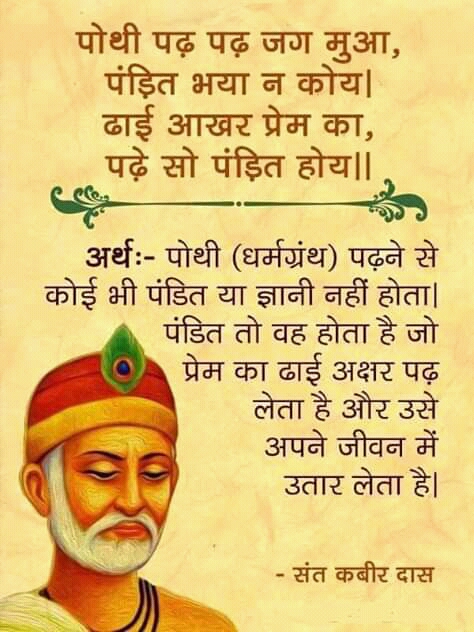 पोथी पढ़ पढ़ जग मुआ,
पंड़ित भया न कोय|
ढाई आखर प्रेम का,
पढ़े सो पंड़ित होय||
अर्थः- पोथी (धर्मग्रंथ) पढ़ने से
कोई भी पंडित या ज्ञानी नहीं होता|
पंडित तो वह होता है जो
प्रेम का ढाई अक्षर पढ़
लेता है और उसे
अपने जीवन में
उतार लेता है|
- संत कबीर दास